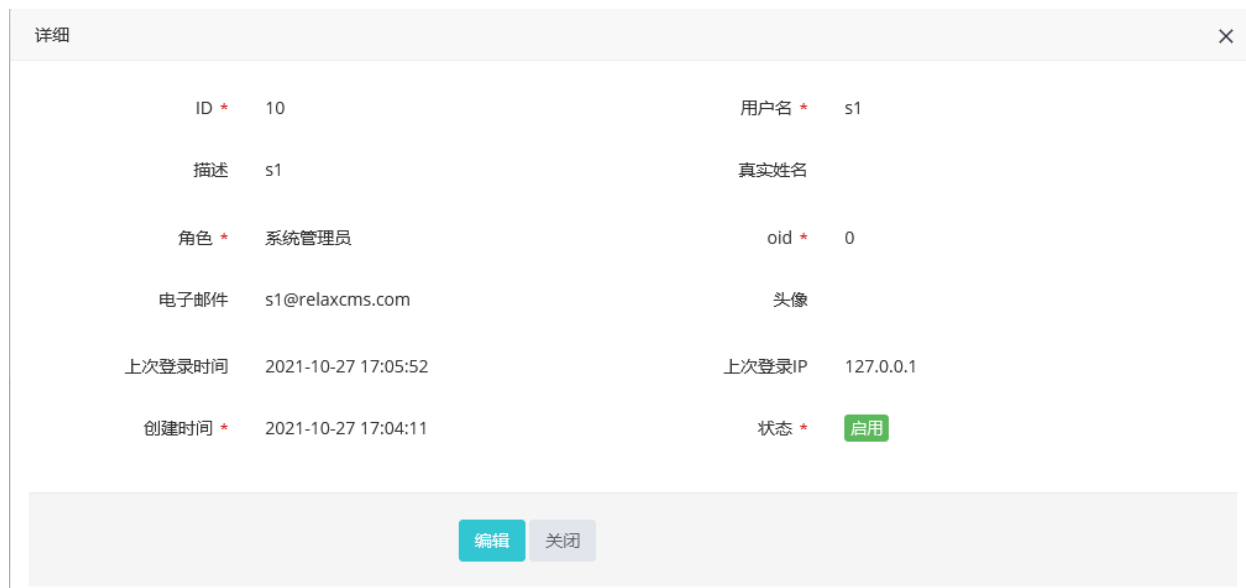 详细
ID * 10 用户名 * s1
描述 s1 真实姓名
角色 * 系统管理员 oid * 0
电子邮件 s1@relaxcms.com 头像
上次登录时间 2021-10-27 17:05:52 上次登录IP 127.0.0.1
创建时间 * 2021-10-27 17:04:11 状态 * 启用
编辑 关闭